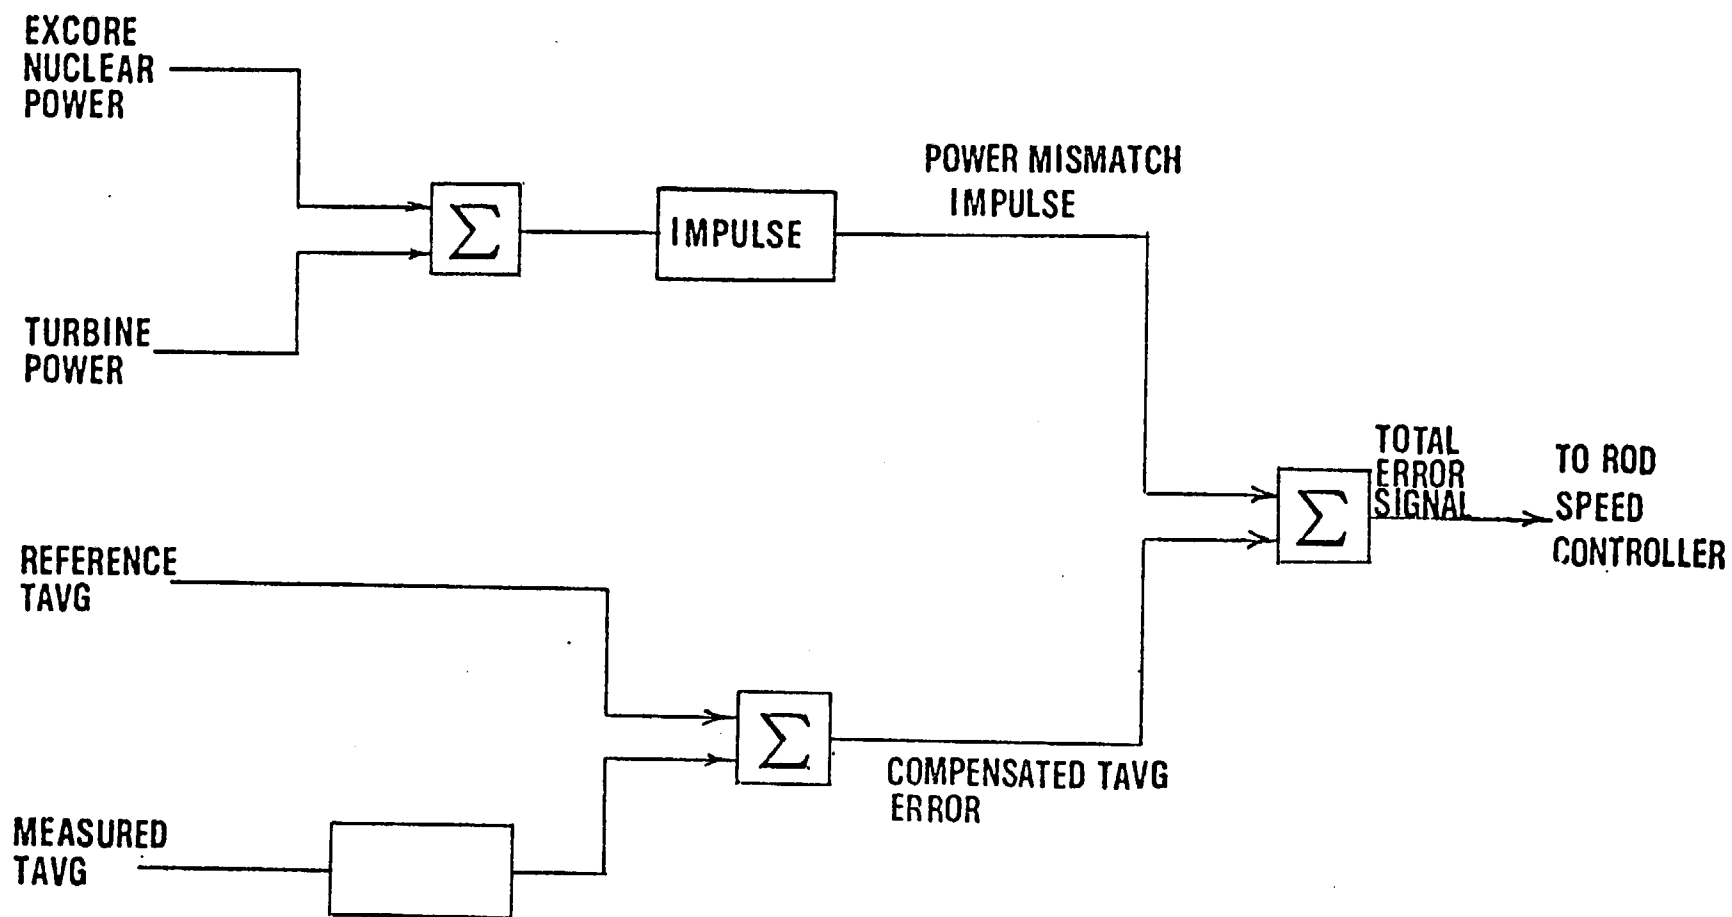 EXCORE
NUCLEAR
POWER
POWER MISMATCH
IMPULSE
Σ
IMPULSE
TURBINE
POWER
TOTAL
ERROR
SIGNAL
TO ROD
SPEED
CONTROLLER
Σ
REFERENCE
TAVG
Σ
COMPENSATED TAVG
ERROR
MEASURED
TAVG